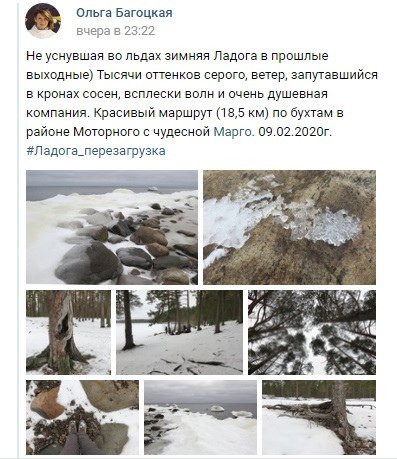 Ольга Багоцкая
вчера в 23:22
Не уснувшая во льдах зимняя Ладога в прошлые
выходные) Тысячи оттенков серого, ветер, запутавшийся
в кронах сосен, всплески волн и очень душевная
компания. Красивый маршрут (18,5 км) по бухтам в
районе Моторного с чудесной Марго. 09.02.2020г.
#Ладога_перезагрузка